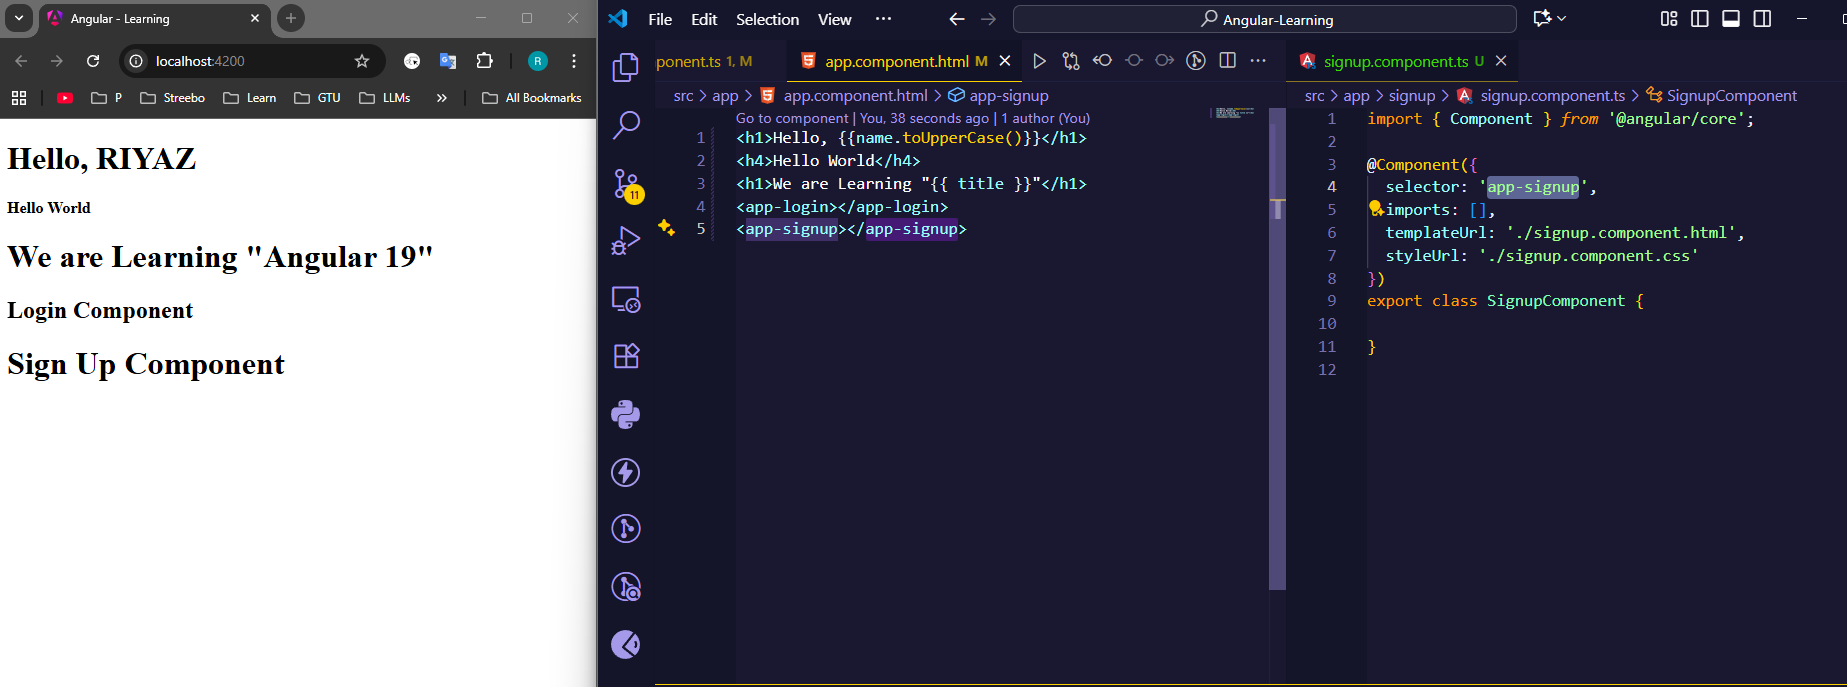 Angular - Learning
localhost:4200
P Streebo Learn GTU LLMs » All Bookmarks
Hello, RIYAZ
Hello World
We are Learning "Angular 19"
Login Component
Sign Up Component
File Edit Selection View ···
Angular-Learning
11
ponent.ts 1, M
app.component.html M
src > app > app.component.html > app-signup
Go to component | You, 38 seconds ago | 1 author (You)
1 <h1>Hello, {{name.toUpperCase()}}</h1>
2 <h4>Hello World</h4>
3 <h1>We are Learning "{{ title }}"</h1>
4 <app-login></app-login>
5 <app-signup></app-signup>
signup.component.ts U
src > app > signup > signup.component.ts > SignupComponent
1 import { Component } from '@angular/core';
2
3 @Component({
4 selector: 'app-signup',
5 imports: [],
6 templateUrl: './signup.component.html',
7 styleUrl: './signup.component.css'
8 })
9 export class SignupComponent {
10
11 }
12